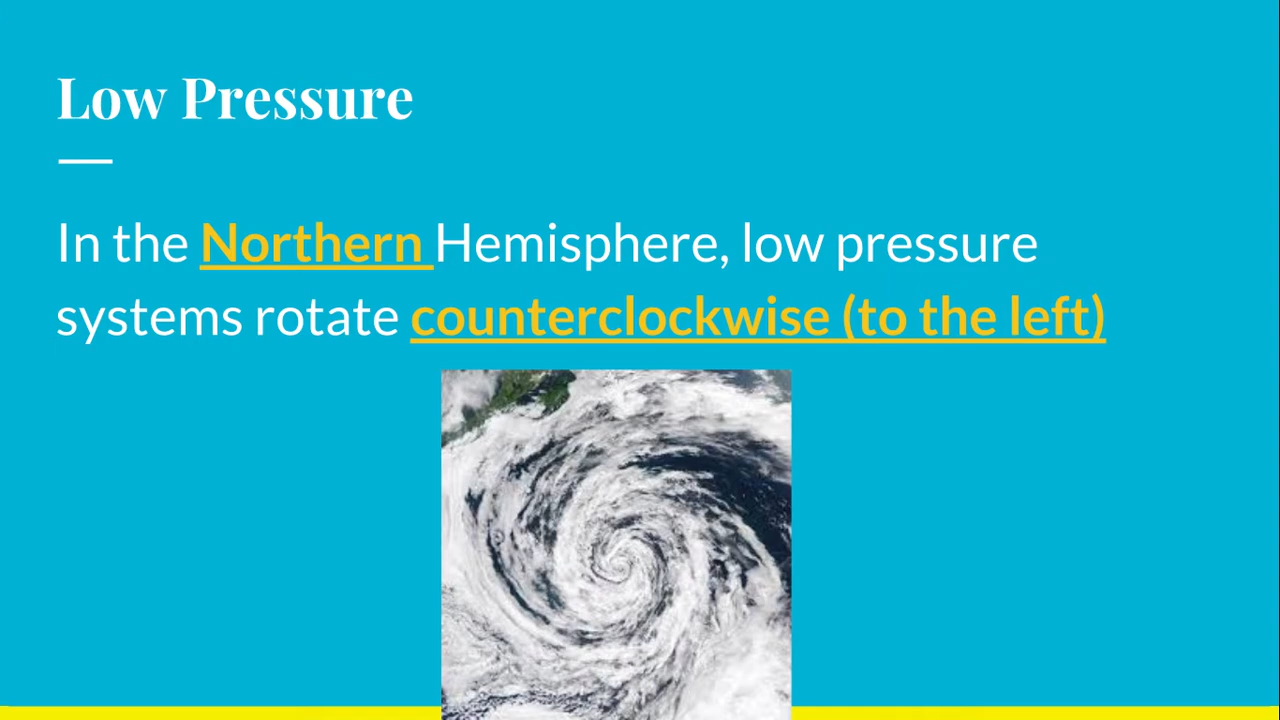 Low Pressure
In the Northern Hemisphere, low pressure
systems rotate counterclockwise (to the left)